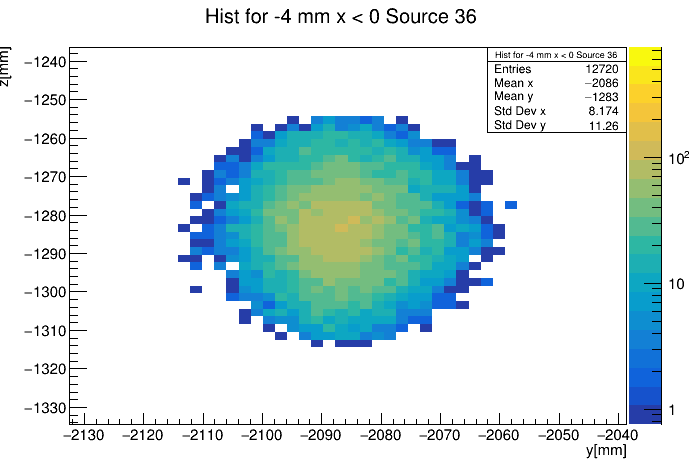 Hist for -4 mm x < 0 Source 36
z[mm]
Hist for -4 mm x < 0 Source 36
Entries 12720
Mean x −2086
Mean y −1283
Std Dev x 8.174
Std Dev y 11.26
−1240
−1250
−1260
−1270
−1280
−1290
−1300
−1310
−1320
−1330
10²
10
1
−2130 −2120 −2110 −2100 −2090 −2080 −2070 −2060 −2050 −2040
y[mm]